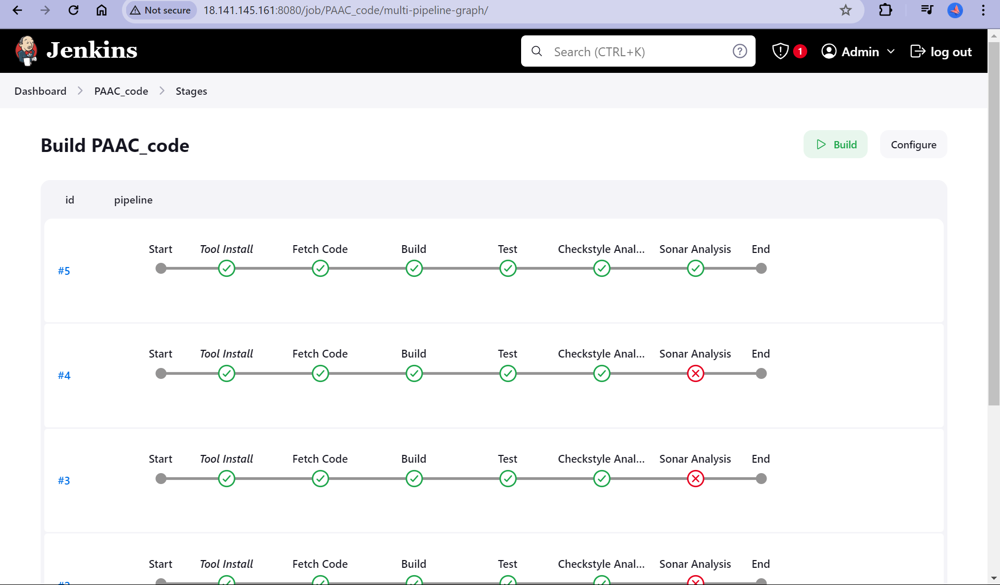 Not secure 18.141.145.161:8080/job/PAAC_code/multi-pipeline-graph/
Jenkins Search (CTRL+K) 1 Admin log out
Dashboard PAAC_code Stages
Build PAAC_code Build Configure
id pipeline
Start Tool Install Fetch Code Build Test Checkstyle Anal... Sonar Analysis End
#5
Start Tool Install Fetch Code Build Test Checkstyle Anal... Sonar Analysis End
#4
Start Tool Install Fetch Code Build Test Checkstyle Anal... Sonar Analysis End
#3
Start Tool Install Fetch Code Build Test Checkstyle Anal... Sonar Analysis End